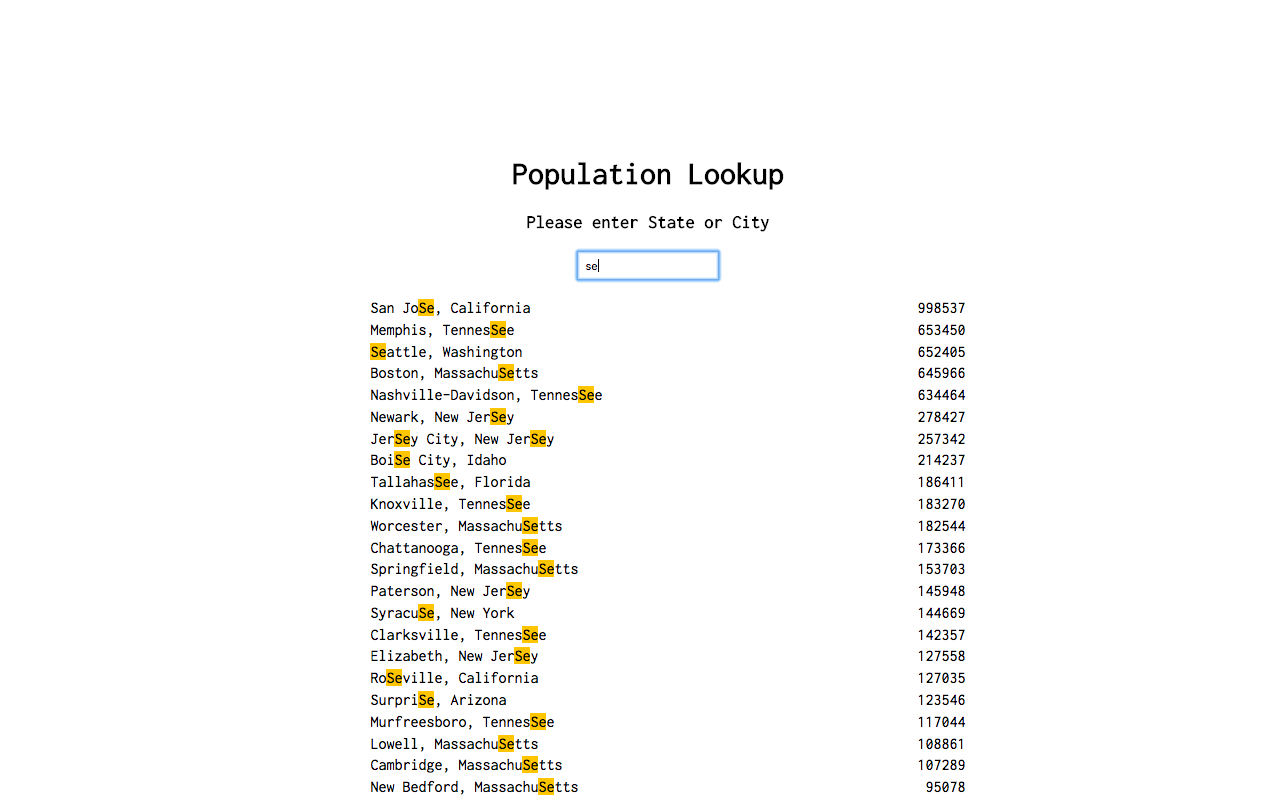 Population Lookup
Please enter State or City
se
San JoSe, California 998537
Memphis, TennesSee 653450
Seattle, Washington 652405
Boston, MassachuSetts 645966
Nashville-Davidson, TennesSee 634464
Newark, New JerSey 278427
JerSey City, New JerSey 257342
BoiSe City, Idaho 214237
TallahasSee, Florida 186411
Knoxville, TennesSee 183270
Worcester, MassachuSetts 182544
Chattanooga, TennesSee 173366
Springfield, MassachuSetts 153703
Paterson, New JerSey 145948
SyracuSe, New York 144669
Clarksville, TennesSee 142357
Elizabeth, New JerSey 127558
RoSeville, California 127035
SurpriSe, Arizona 123546
Murfreesboro, TennesSee 117044
Lowell, MassachuSetts 108861
Cambridge, MassachuSetts 107289
New Bedford, MassachuSetts 95078